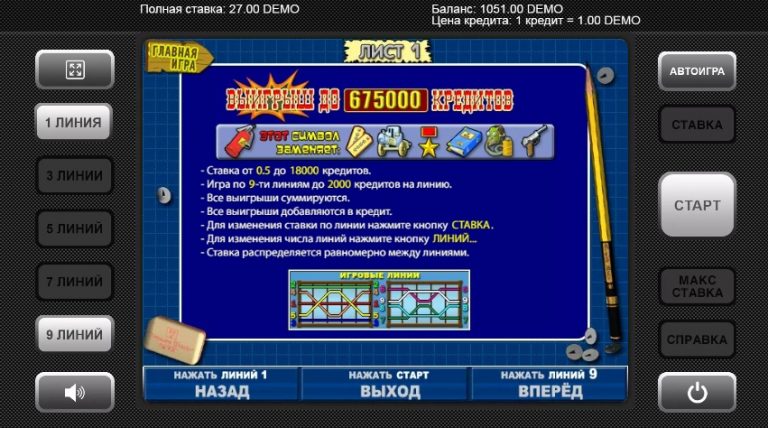 Полная ставка: 27.00 DEMO
Баланс: 1051.00 DEMO
Цена кредита: 1 кредит = 1.00 DEMO
ГЛАВНАЯ
ИГРА
ЛИСТ 1
АВТОИГРА
ВЫИГРЫШ ДО 675000 КРЕДИТОВ
1 ЛИНИЯ
СТАВКА
ЭТОТ СИМВОЛ
ЗАМЕНЯЕТ:
3 ЛИНИИ
- Ставка от 0.5 до 18000 кредитов.
- Игра по 9-ти линиям до 2000 кредитов на линию.
- Все выигрыши суммируются.
СТАРТ
- Все выигрыши добавляются в кредит.
5 ЛИНИЙ
- Для изменения ставки по линии нажмите кнопку СТАВКА.
- Для изменения числа линий нажмите кнопку ЛИНИЙ...
- Ставка распределяется равномерно между линиями.
7 ЛИНИЙ
ИГРОВЫЕ ЛИНИИ
МАКС
СТАВКА
9 ЛИНИЙ
СПРАВКА
НАЖАТЬ ЛИНИЙ 1
НАЗАД
НАЖАТЬ СТАРТ
ВЫХОД
НАЖАТЬ ЛИНИЙ 9
ВПЕРЁД